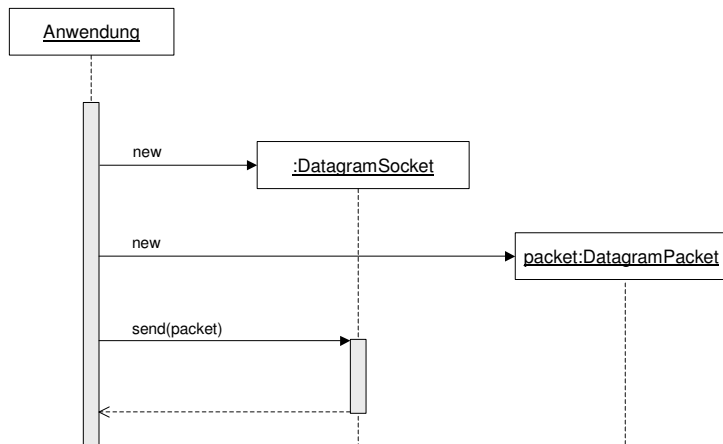 Anwendung
new
:DatagramSocket
new
packet:DatagramPacket
send(packet)